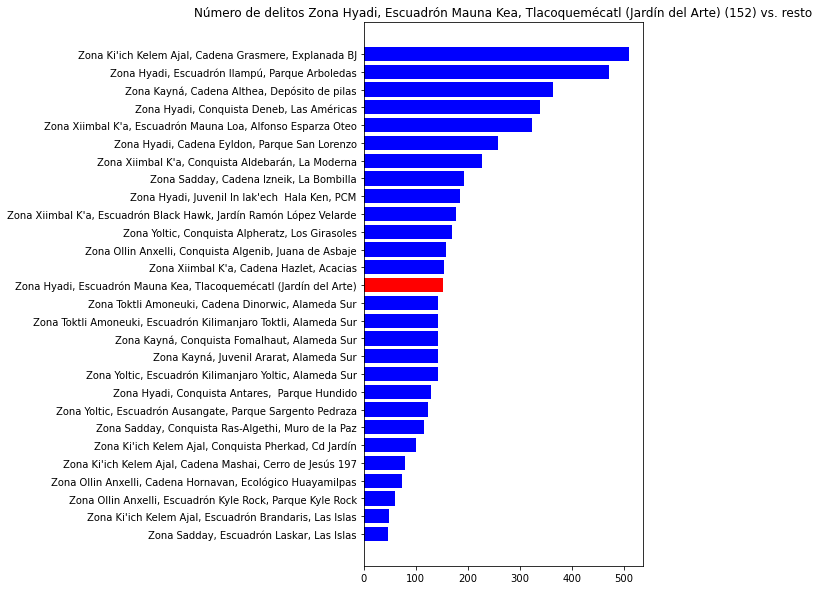 Número de delitos Zona Hyadi, Escuadrón Mauna Kea, Tlacoquemécatl (Jardín del Arte) (152) vs. resto
Zona Ki'ich Kelem Ajal, Cadena Grasmere, Explanada BJ
Zona Hyadi, Escuadrón Ilampú, Parque Arboledas
Zona Kayná, Cadena Althea, Depósito de pilas
Zona Hyadi, Conquista Deneb, Las Américas
Zona Xiimbal K'a, Escuadrón Mauna Loa, Alfonso Esparza Oteo
Zona Hyadi, Cadena Eyldon, Parque San Lorenzo
Zona Xiimbal K'a, Conquista Aldebarán, La Moderna
Zona Sadday, Cadena Izneik, La Bombilla
Zona Hyadi, Juvenil In lak'ech  Hala Ken, PCM
Zona Xiimbal K'a, Escuadrón Black Hawk, Jardín Ramón López Velarde
Zona Yoltic, Conquista Alpheratz, Los Girasoles
Zona Ollin Anxelli, Conquista Algenib, Juana de Asbaje
Zona Xiimbal K'a, Cadena Hazlet, Acacias
Zona Hyadi, Escuadrón Mauna Kea, Tlacoquemécatl (Jardín del Arte)
Zona Toktli Amoneuki, Cadena Dinorwic, Alameda Sur
Zona Toktli Amoneuki, Escuadrón Kilimanjaro Toktli, Alameda Sur
Zona Kayná, Conquista Fomalhaut, Alameda Sur
Zona Kayná, Juvenil Ararat, Alameda Sur
Zona Yoltic, Escuadrón Kilimanjaro Yoltic, Alameda Sur
Zona Hyadi, Conquista Antares,  Parque Hundido
Zona Yoltic, Escuadrón Ausangate, Parque Sargento Pedraza
Zona Sadday, Conquista Ras-Algethi, Muro de la Paz
Zona Ki'ich Kelem Ajal, Conquista Pherkad, Cd Jardín
Zona Ki'ich Kelem Ajal, Cadena Mashai, Cerro de Jesús 197
Zona Ollin Anxelli, Cadena Hornavan, Ecológico Huayamilpas
Zona Ollin Anxelli, Escuadrón Kyle Rock, Parque Kyle Rock
Zona Ki'ich Kelem Ajal, Escuadrón Brandaris, Las Islas
Zona Sadday, Escuadrón Laskar, Las Islas
0 100 200 300 400 500